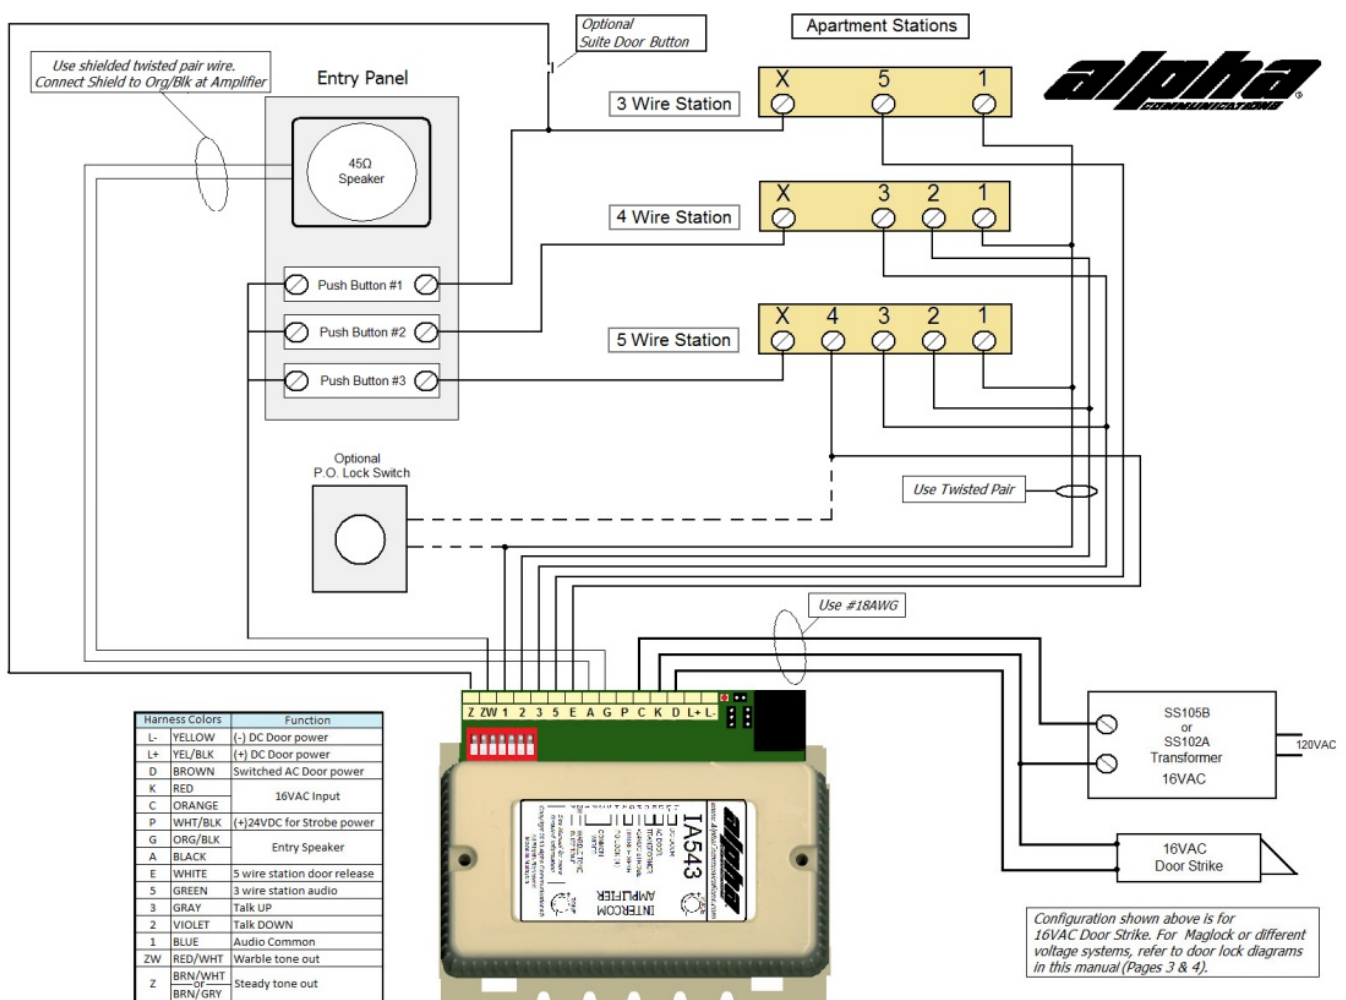 Optional
Suite Door Button
Apartment Stations
Use shielded twisted pair wire.
Connect Shield to Org/Blk at Amplifier
Entry Panel
alpha
COMMUNICATIONS
®
X 5 1
3 Wire Station
45Ω
Speaker
X 3 2 1
4 Wire Station
Push Button #1
X 4 3 2 1
Push Button #2
5 Wire Station
Push Button #3
Optional
P.O. Lock Switch
Use Twisted Pair
Use #18AWG
Z ZW 1 2 3 5 E A G P C K D L+ L-
SS105B
or
SS102A
Transformer
16VAC
120VAC
16VAC
Door Strike
Configuration shown above is for
16VAC Door Strike. For Maglock or different
voltage systems, refer to door lock diagrams
in this manual (Pages 3 & 4).
Harness Colors Function
L- YELLOW (-) DC Door power
L+ YEL/BLK (+) DC Door power
D BROWN Switched AC Door power
K RED 16VAC Input
C ORANGE
P WHT/BLK (+)24VDC for Strobe power
G ORG/BLK Entry Speaker
A BLACK
E WHITE 5 wire station door release
5 GREEN 3 wire station audio
3 GRAY Talk UP
2 VIOLET Talk DOWN
1 BLUE Audio Common
ZW RED/WHT Warble tone out
Z BRN/WHT or BRN/GRY Steady tone out
alpha
IA543
INTERCOM
AMPLIFIER